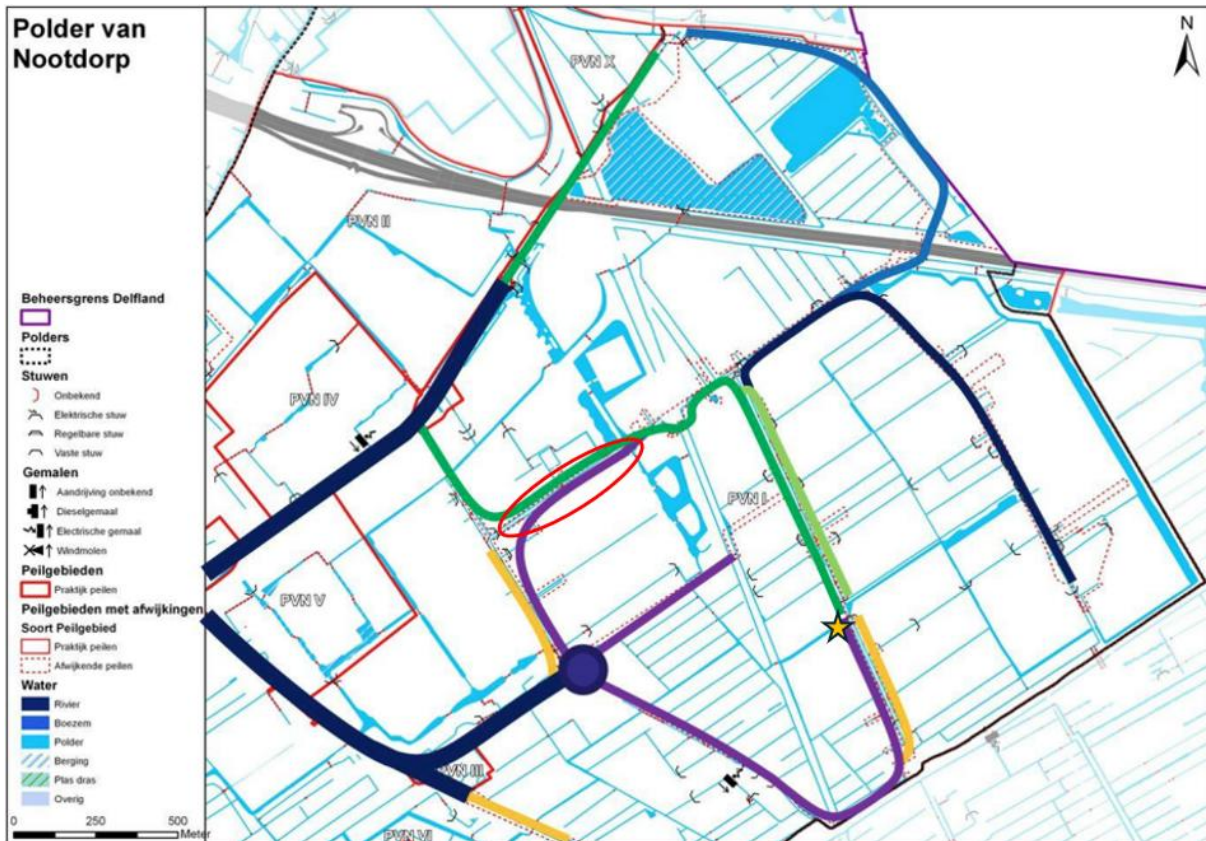 Polder van
Nootdorp
N
PVN X
PVN II
PVN IV
PVN I
PVN V
PVN III
PVN VI
Beheersgrens Delfland
Polders
Stuwen
Onbekend
Elektrische stuw
Regelbare stuw
Vaste stuw
Gemalen
Aandrijving onbekend
Dieselgemaal
Electrische gemaal
Windmolen
Peilgebieden
Praktijk peilen
Peilgebieden met afwijkingen
Soort Peilgebied
Praktijk peilen
Afwijkende peilen
Water
Rivier
Boezem
Polder
Berging
Plas dras
Overig
0 250 500
Meter